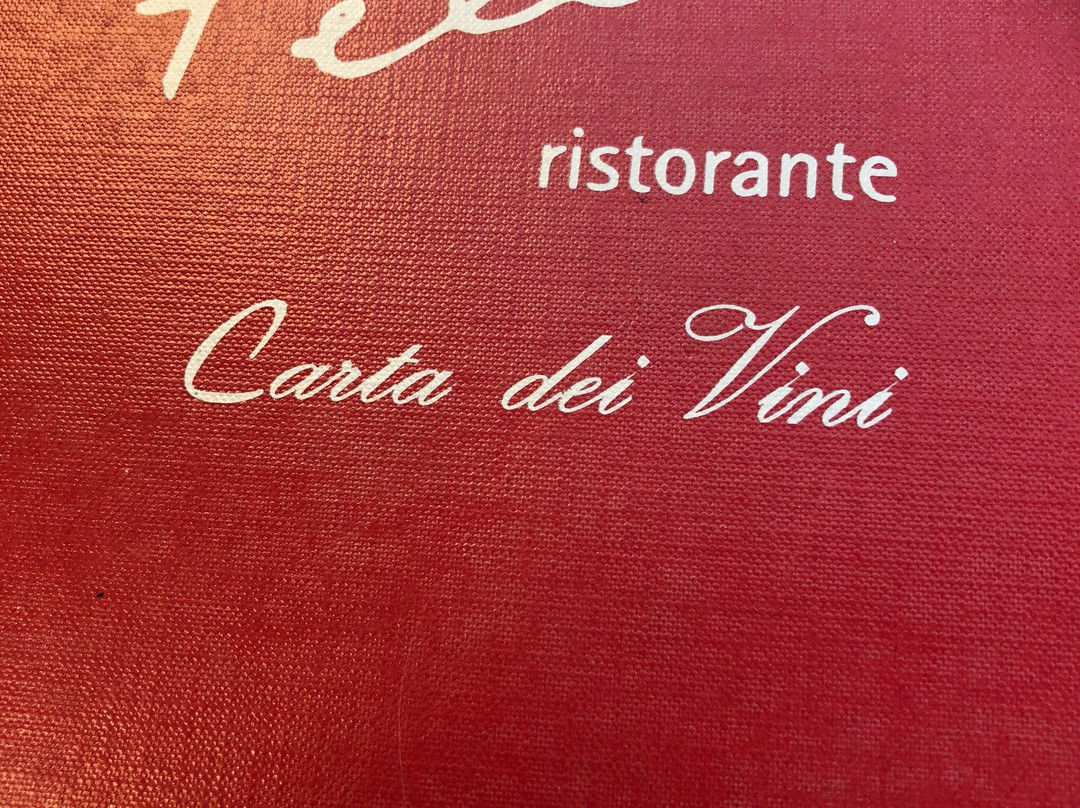 ristorante
Carta dei Vini